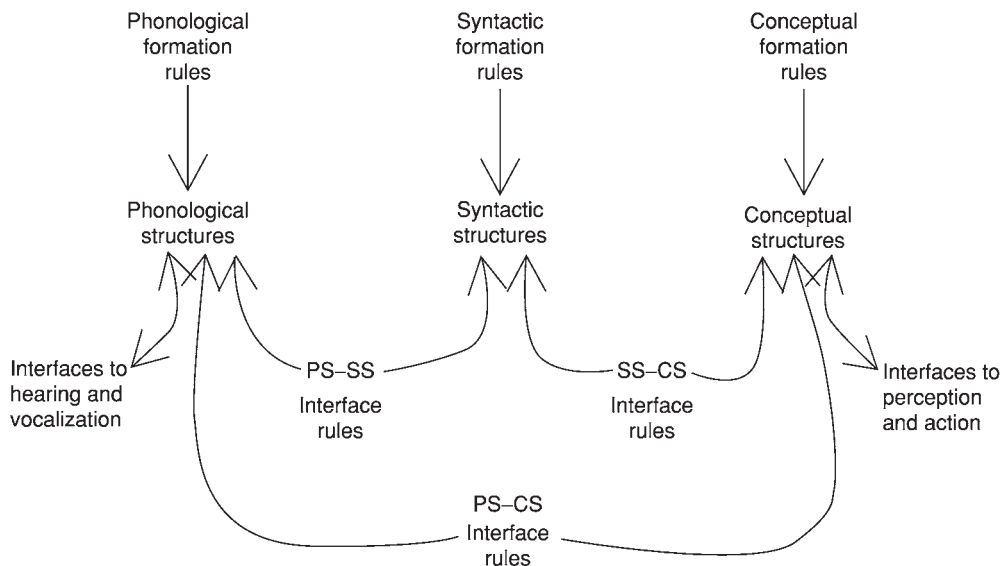 Phonological
formation
rules
Syntactic
formation
rules
Conceptual
formation
rules
Phonological
structures
Syntactic
structures
Conceptual
structures
Interfaces to
hearing and
vocalization
PS–SS
Interface
rules
SS–CS
Interface
rules
Interfaces to
perception
and action
PS–CS
Interface
rules